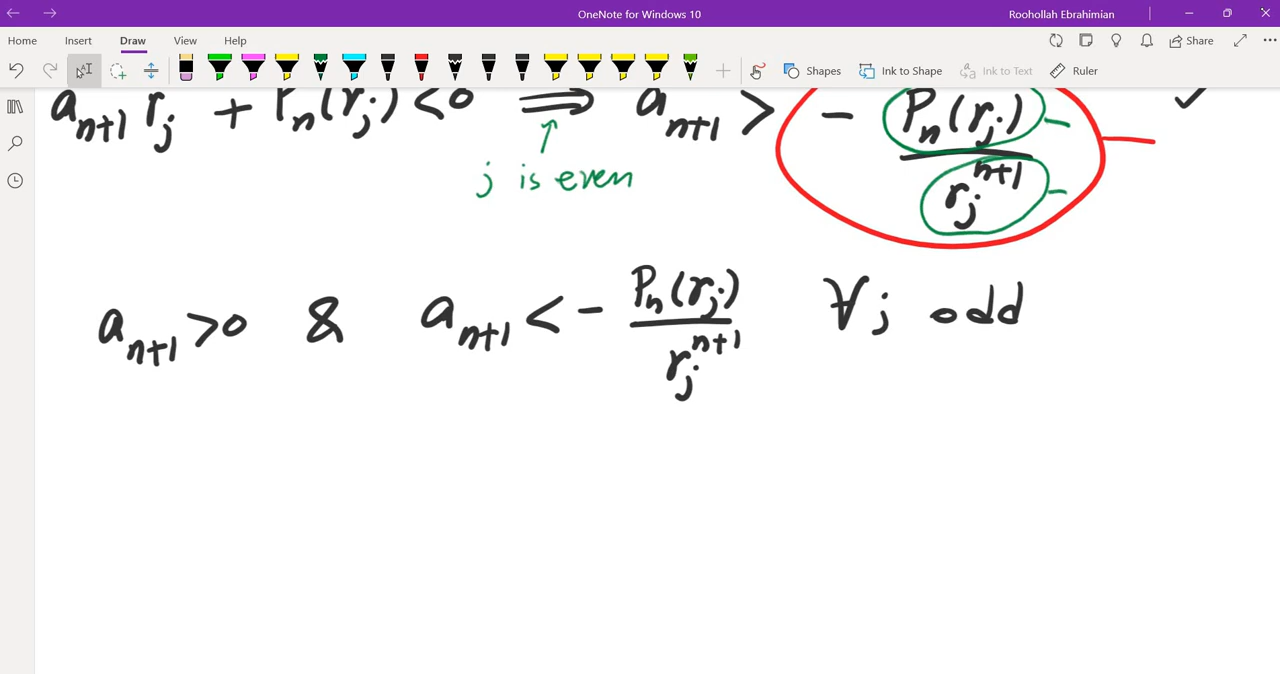 OneNote for Windows 10
Roohollah Ebrahimian
Home Insert Draw View Help
Share
Shapes Ink to Shape Ink to Text Ruler
a_{n+1} r_j + P_n(r_j) < 0 ⟹ a_{n+1} > - P_n(r_j) / r_j^{n+1} ✓
↑
j is even
a_{n+1} > 0 & a_{n+1} < - P_n(r_j) / r_j^{n+1} ∀j odd